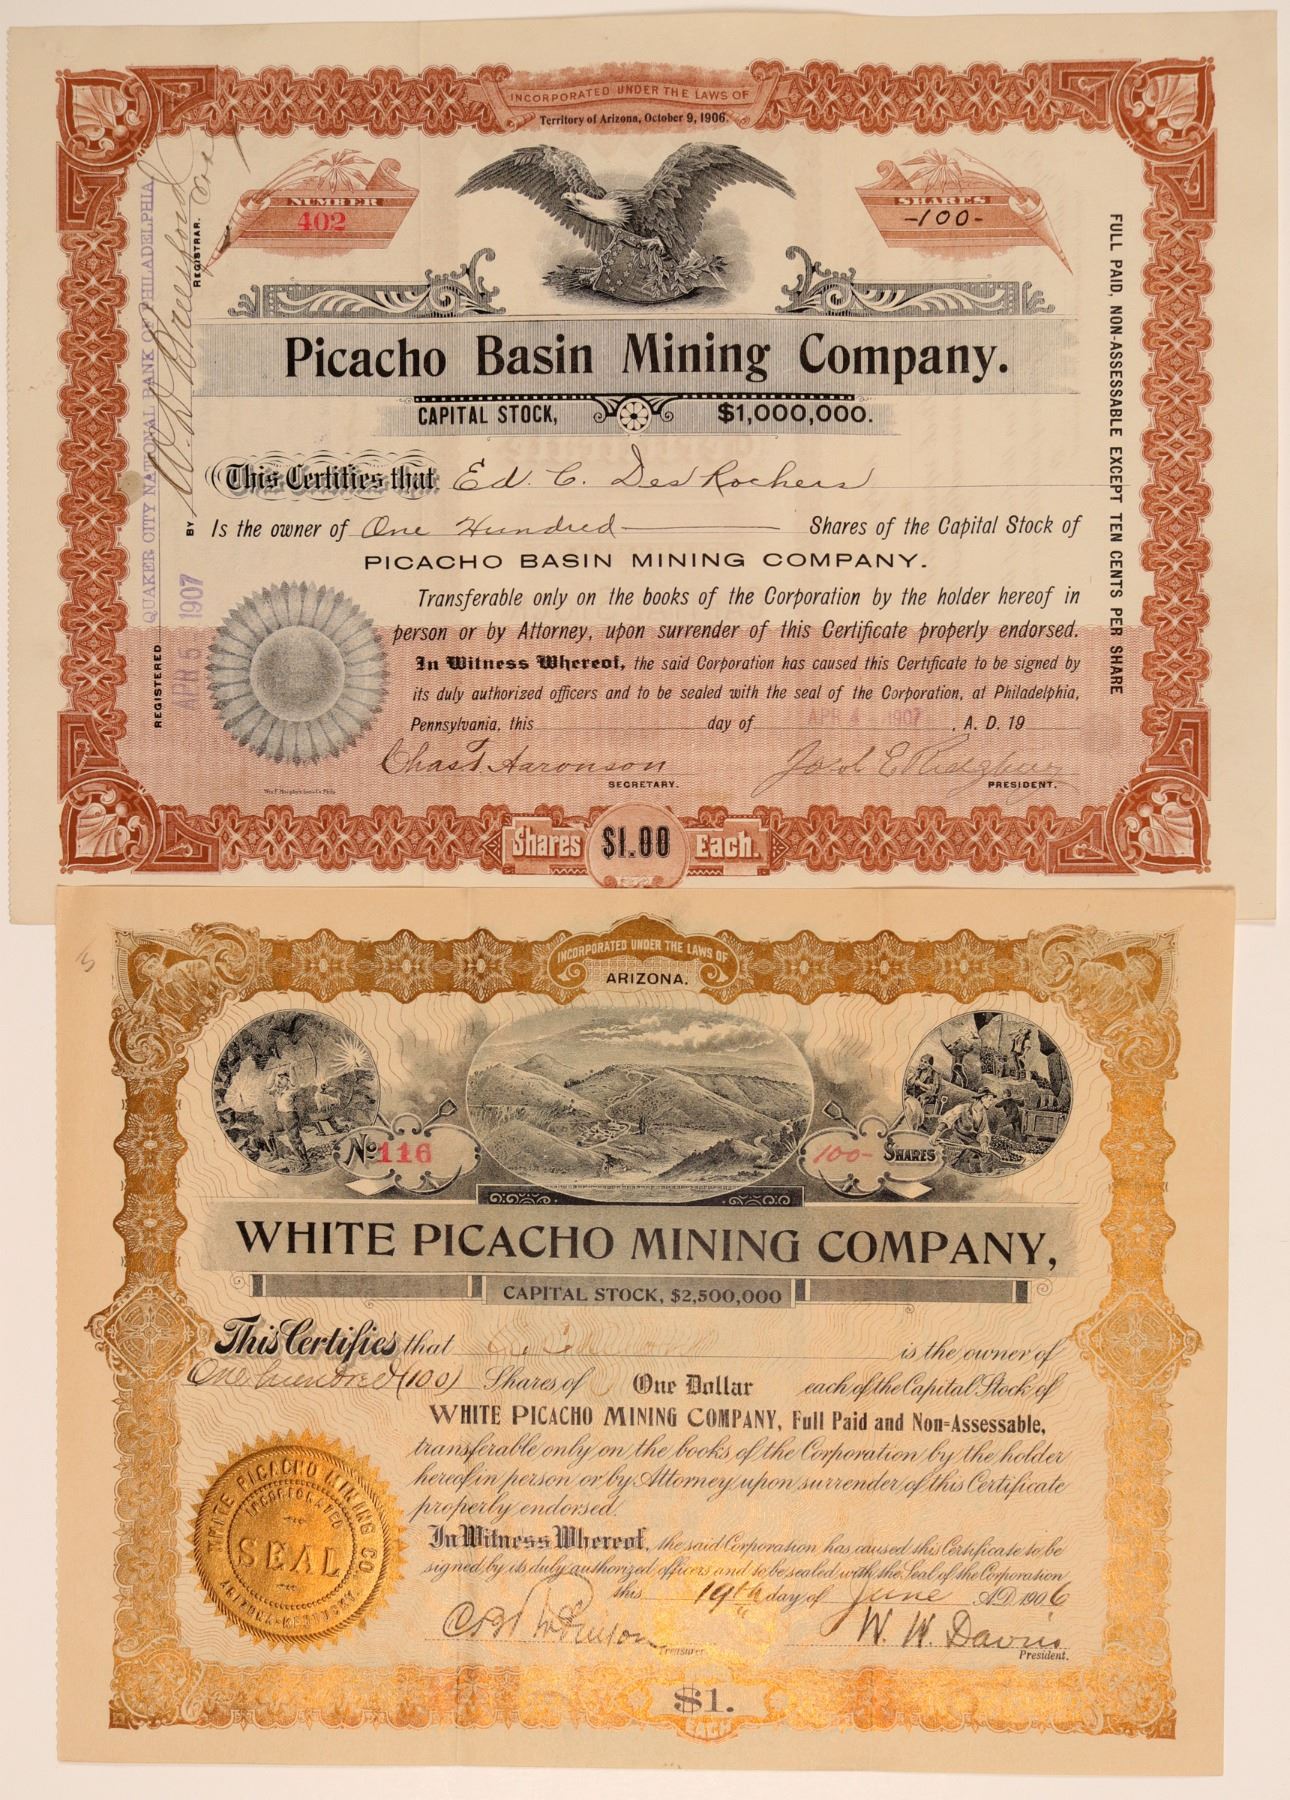 INCORPORATED UNDER THE LAWS OF
Territory of Arizona, October 9, 1906.
NUMBER
402
SHARES
-100-
Picacho Basin Mining Company.
CAPITAL STOCK, $1,000,000.
This Certifies that Ed. C. Des Rochers
Is the owner of One Hundred Shares of the Capital Stock of
PICACHO BASIN MINING COMPANY.
Transferable only on the books of the Corporation by the holder hereof in
person or by Attorney, upon surrender of this Certificate properly endorsed.
In Witness Whereof, the said Corporation has caused this Certificate to be signed by
its duly authorized officers and to be sealed with the seal of the Corporation, at Philadelphia,
Pennsylvania, this day of APR 4 1907, A. D. 19
Chas T. Aaronson
SECRETARY.
PRESIDENT.
Shares $1.00 Each.
REGISTERED APR 5 1907
QUAKER CITY NATIONAL BANK OF PHILADELPHIA
BY
REGISTRAR.
FULL PAID, NON-ASSESSABLE EXCEPT TEN CENTS PER SHARE
INCORPORATED UNDER THE LAWS OF
ARIZONA.
No. 116
100- SHARES
WHITE PICACHO MINING COMPANY,
CAPITAL STOCK, $2,500,000
This Certifies that is the owner of
One hundred (100) Shares of One Dollar each of the Capital Stock of
WHITE PICACHO MINING COMPANY, Full Paid and Non-Assessable,
transferable only on the books of the Corporation by the holder
hereof in person or by Attorney upon surrender of this Certificate
properly endorsed.
In Witness Whereof, the said Corporation has caused this Certificate to be
signed by its duly authorized officers and to be sealed with the Seal of the Corporation
this 19th day of June A.D. 1906
Treasurer
W. W. Davis
President.
WHITE PICACHO MINING CO.
INCORPORATED
SEAL
ARIZONA-KENTUCKY.
$1.
EACH